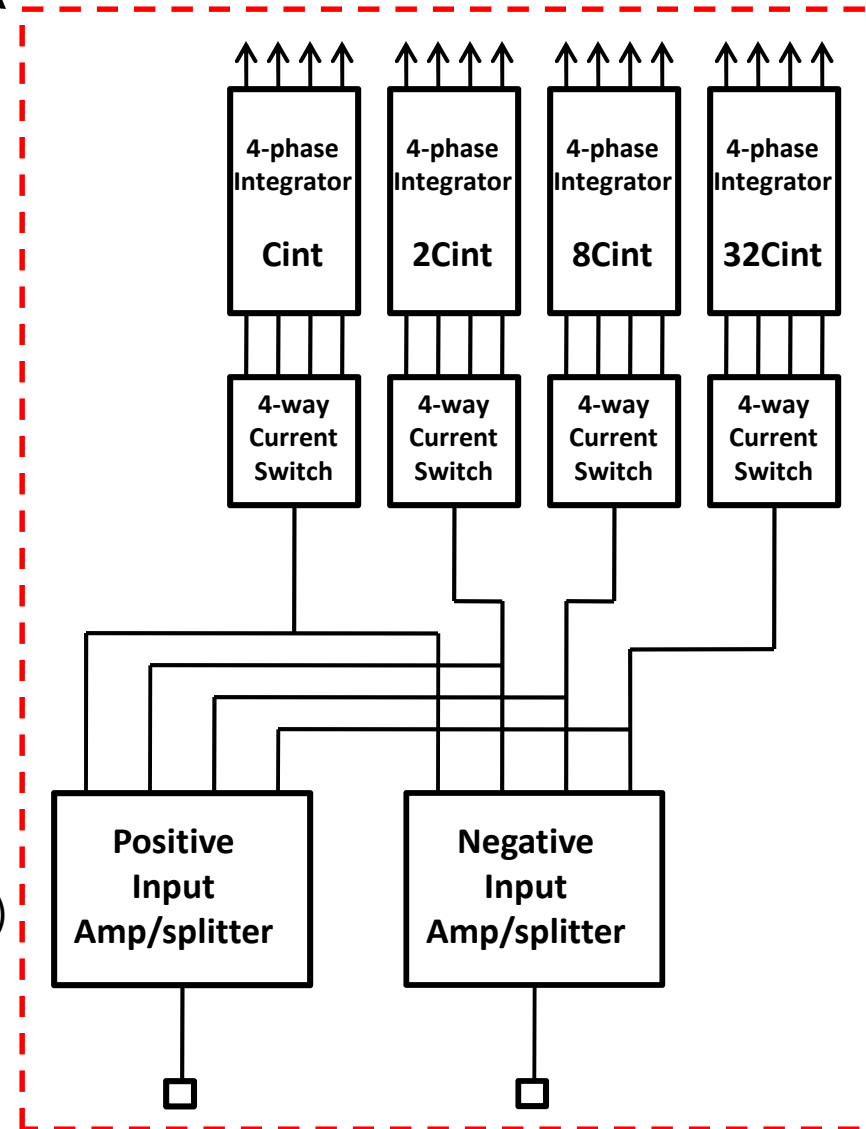 4-phase
Integrator
Cint
4-phase
Integrator
2Cint
4-phase
Integrator
8Cint
4-phase
Integrator
32Cint
4-way
Current
Switch
4-way
Current
Switch
4-way
Current
Switch
4-way
Current
Switch
Positive
Input
Amp/splitter
Negative
Input
Amp/splitter
)